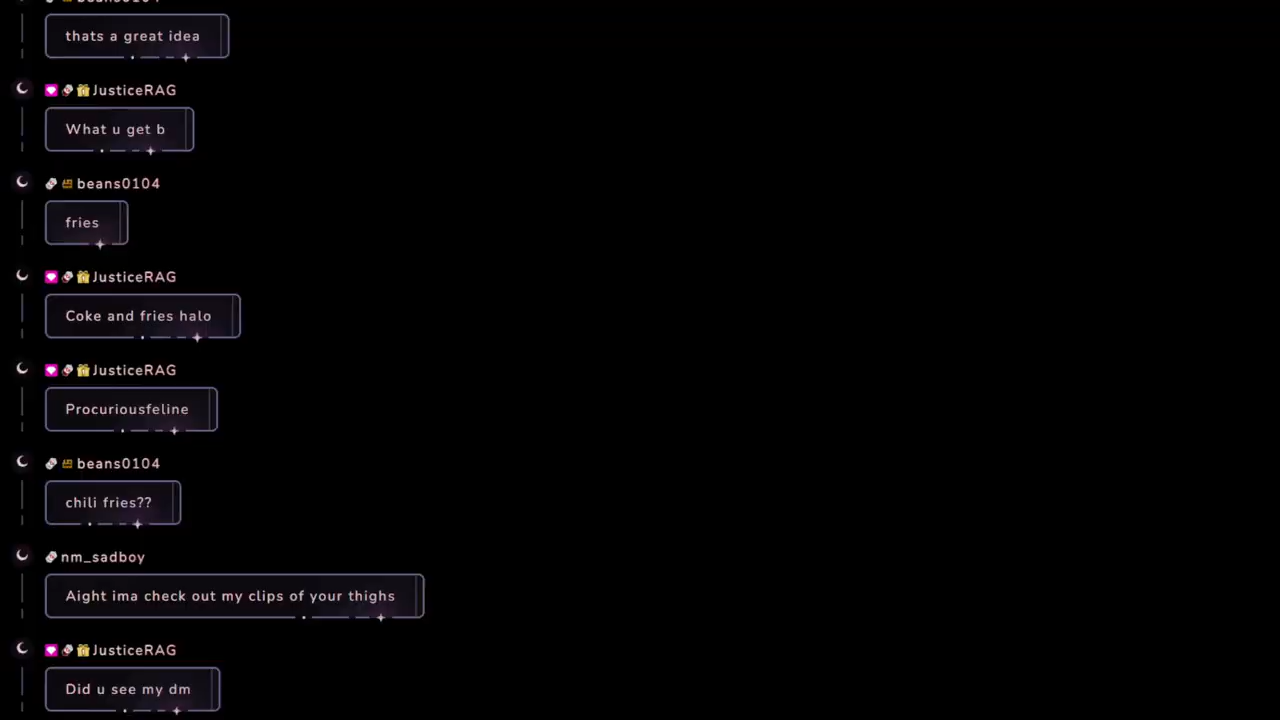 beans0104
thats a great idea
JusticeRAG
What u get b
beans0104
fries
JusticeRAG
Coke and fries halo
JusticeRAG
Procuriousfeline
beans0104
chili fries??
nm_sadboy
Aight ima check out my clips of your thighs
JusticeRAG
Did u see my dm